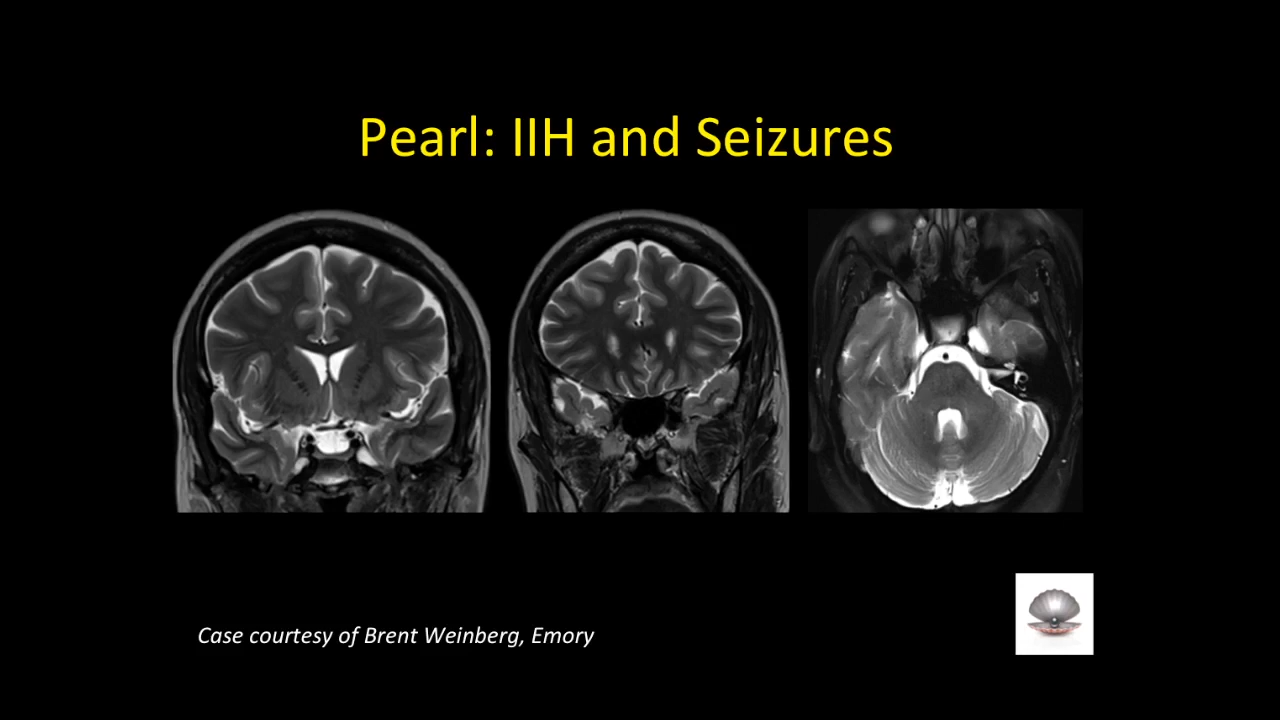 Pearl: IIH and Seizures
Case courtesy of Brent Weinberg, Emory